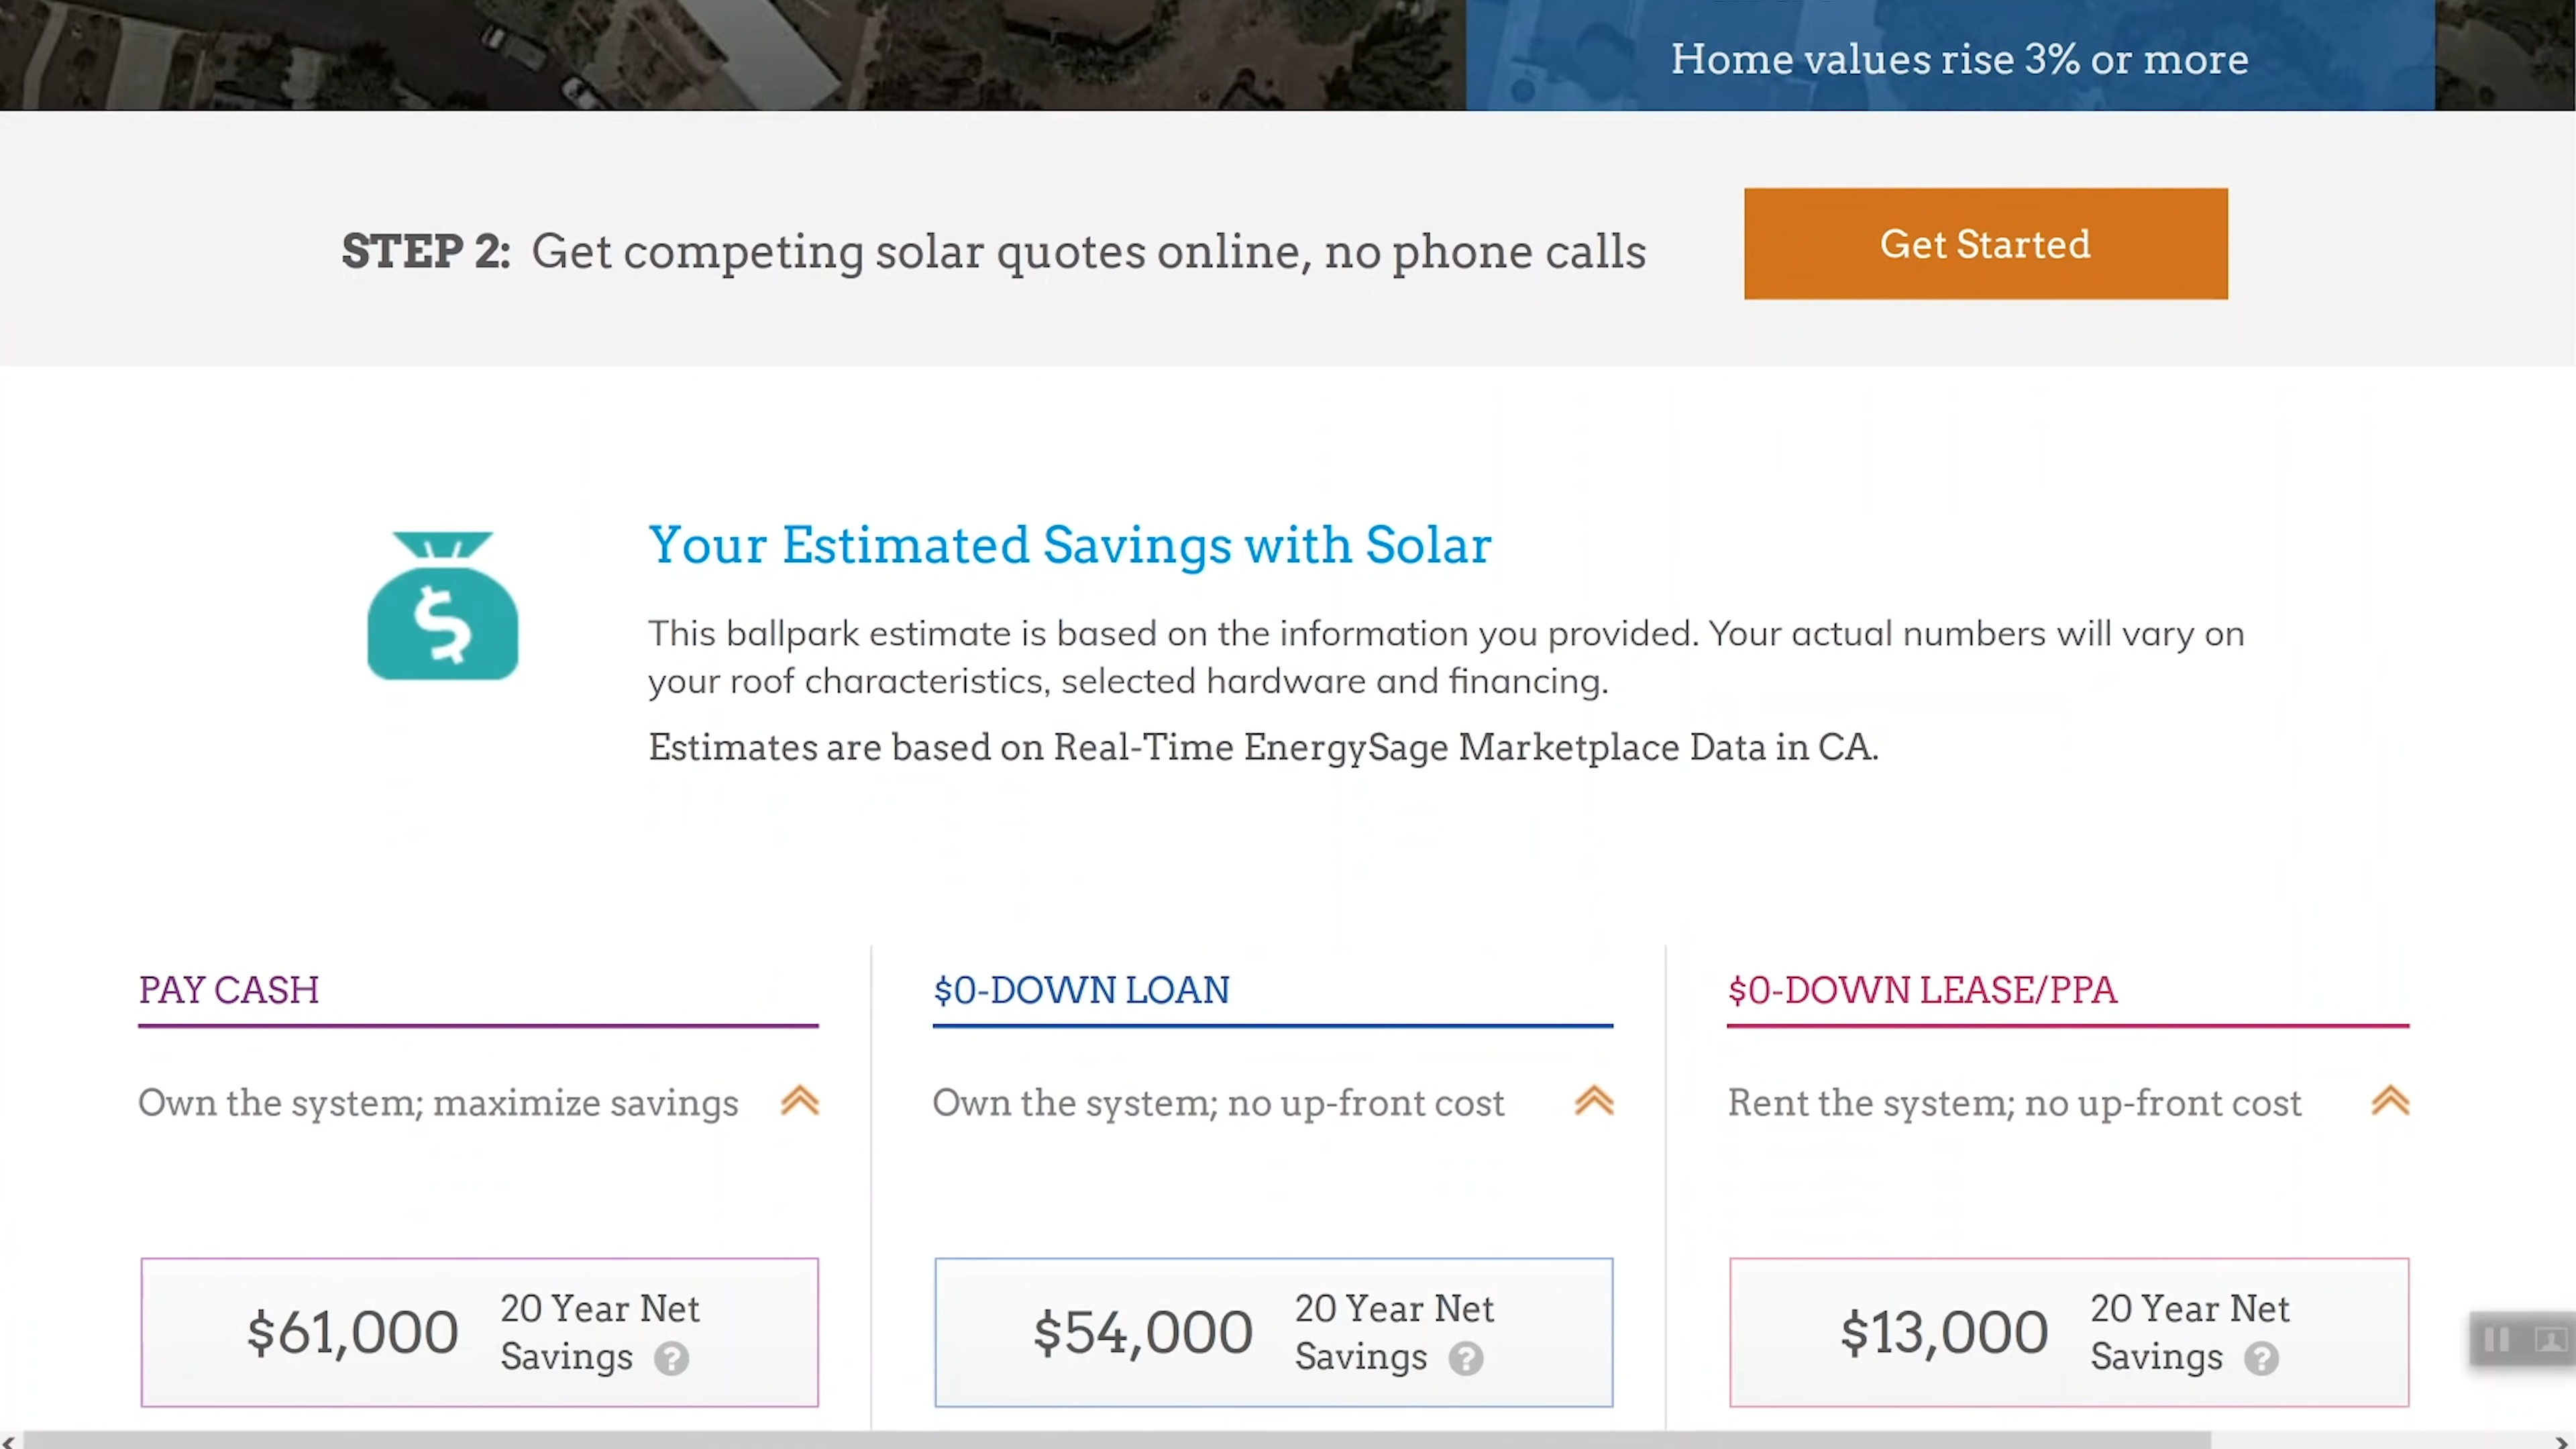 Home values rise 3% or more
STEP 2: Get competing solar quotes online, no phone calls
Get Started
Your Estimated Savings with Solar
This ballpark estimate is based on the information you provided. Your actual numbers will vary on
your roof characteristics, selected hardware and financing.
Estimates are based on Real-Time EnergySage Marketplace Data in CA.
PAY CASH
Own the system; maximize savings
$61,000
20 Year Net
Savings ?
$0-DOWN LOAN
Own the system; no up-front cost
$54,000
20 Year Net
Savings ?
$0-DOWN LEASE/PPA
Rent the system; no up-front cost
$13,000
20 Year Net
Savings ?